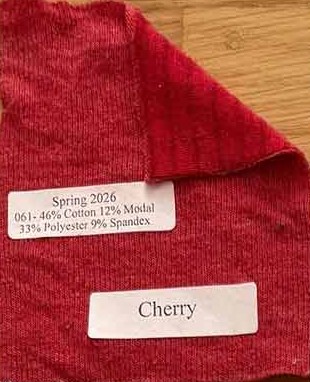 Spring 2026
061- 46% Cotton 12% Modal
33% Polyester 9% Spandex
Cherry